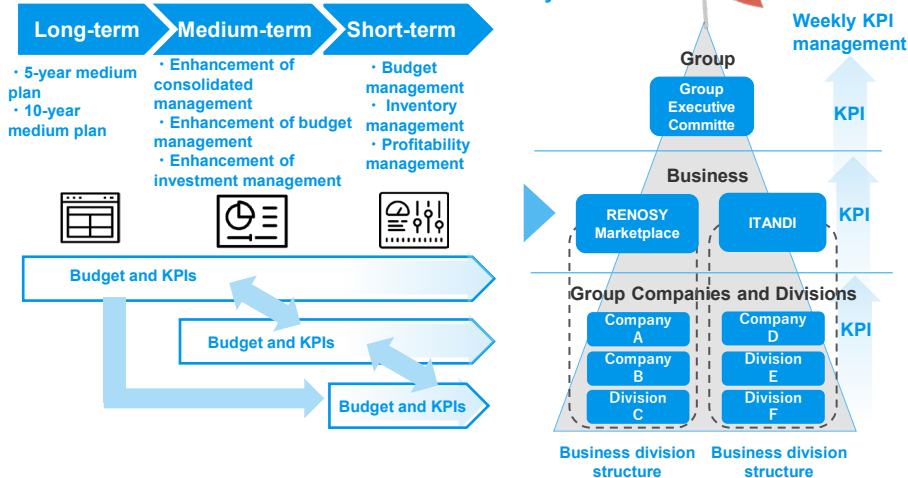 Long-term
Medium-term
Short-term
・5-year medium
plan
・10-year
medium plan
・Enhancement of
consolidated
management
・Enhancement of budget
management
・Enhancement of
investment management
・Budget
management
・Inventory
management
・Profitability
management
Budget and KPIs
Budget and KPIs
Budget and KPIs
Weekly KPI
management
Group
Group
Executive
Committe
KPI
Business
RENOSY
Marketplace
ITANDI
KPI
Group Companies and Divisions
Company
A
Company
D
KPI
Company
B
Division
E
Division
C
Division
F
Business division
structure
Business division
structure